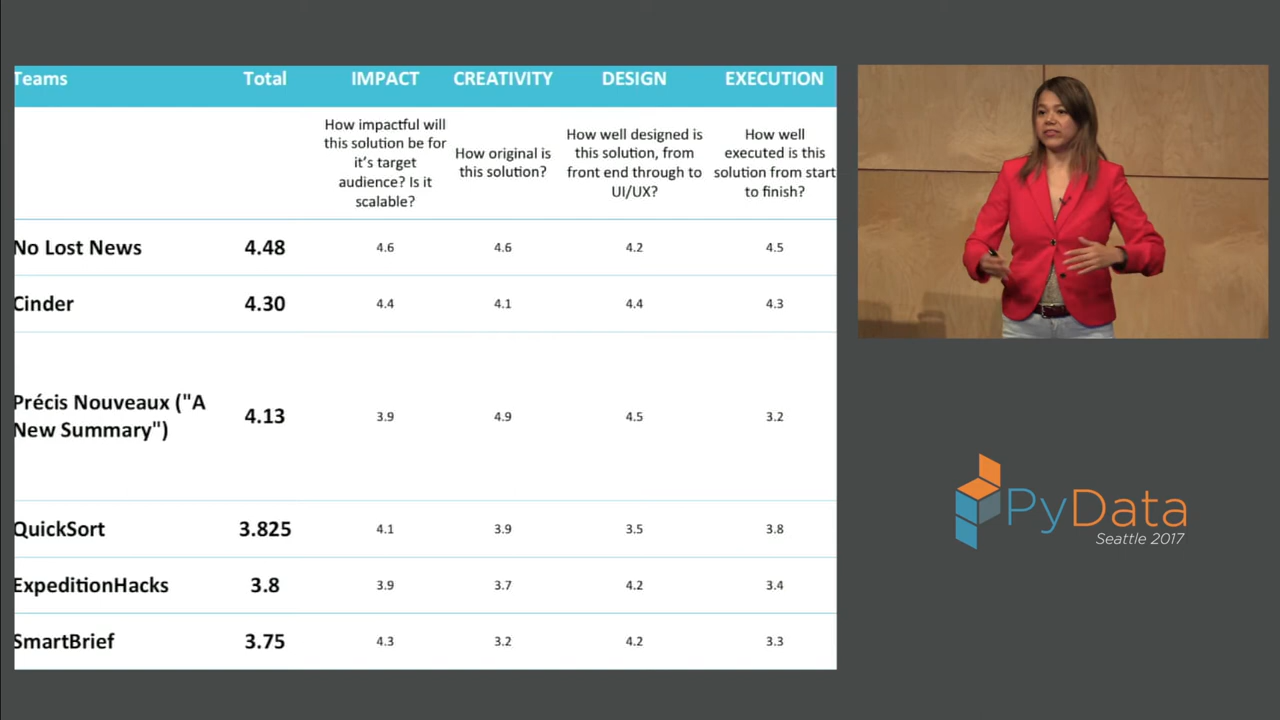 Teams Total IMPACT CREATIVITY DESIGN EXECUTION
How impactful will
this solution be for
it's target
audience? Is it
scalable?
How original is
this solution?
How well designed is
this solution, from
front end through to
UI/UX?
How well
executed is this
solution from start
to finish?
No Lost News 4.48 4.6 4.6 4.2 4.5
Cinder 4.30 4.4 4.1 4.4 4.3
Précis Nouveaux ("A
New Summary") 4.13 3.9 4.9 4.5 3.2
QuickSort 3.825 4.1 3.9 3.5 3.8
ExpeditionHacks 3.8 3.9 3.7 4.2 3.4
SmartBrief 3.75 4.3 3.2 4.2 3.3
PyData
Seattle 2017